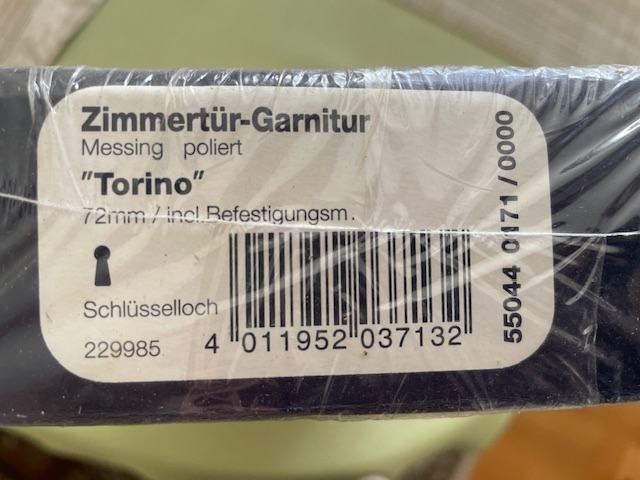 Zimmertür-Garnitur
Messing poliert
"Torino"
72mm / incl.Befestigungsm.
Schlüsselloch
229985
4 011952 037132
55044 0171 / 0000